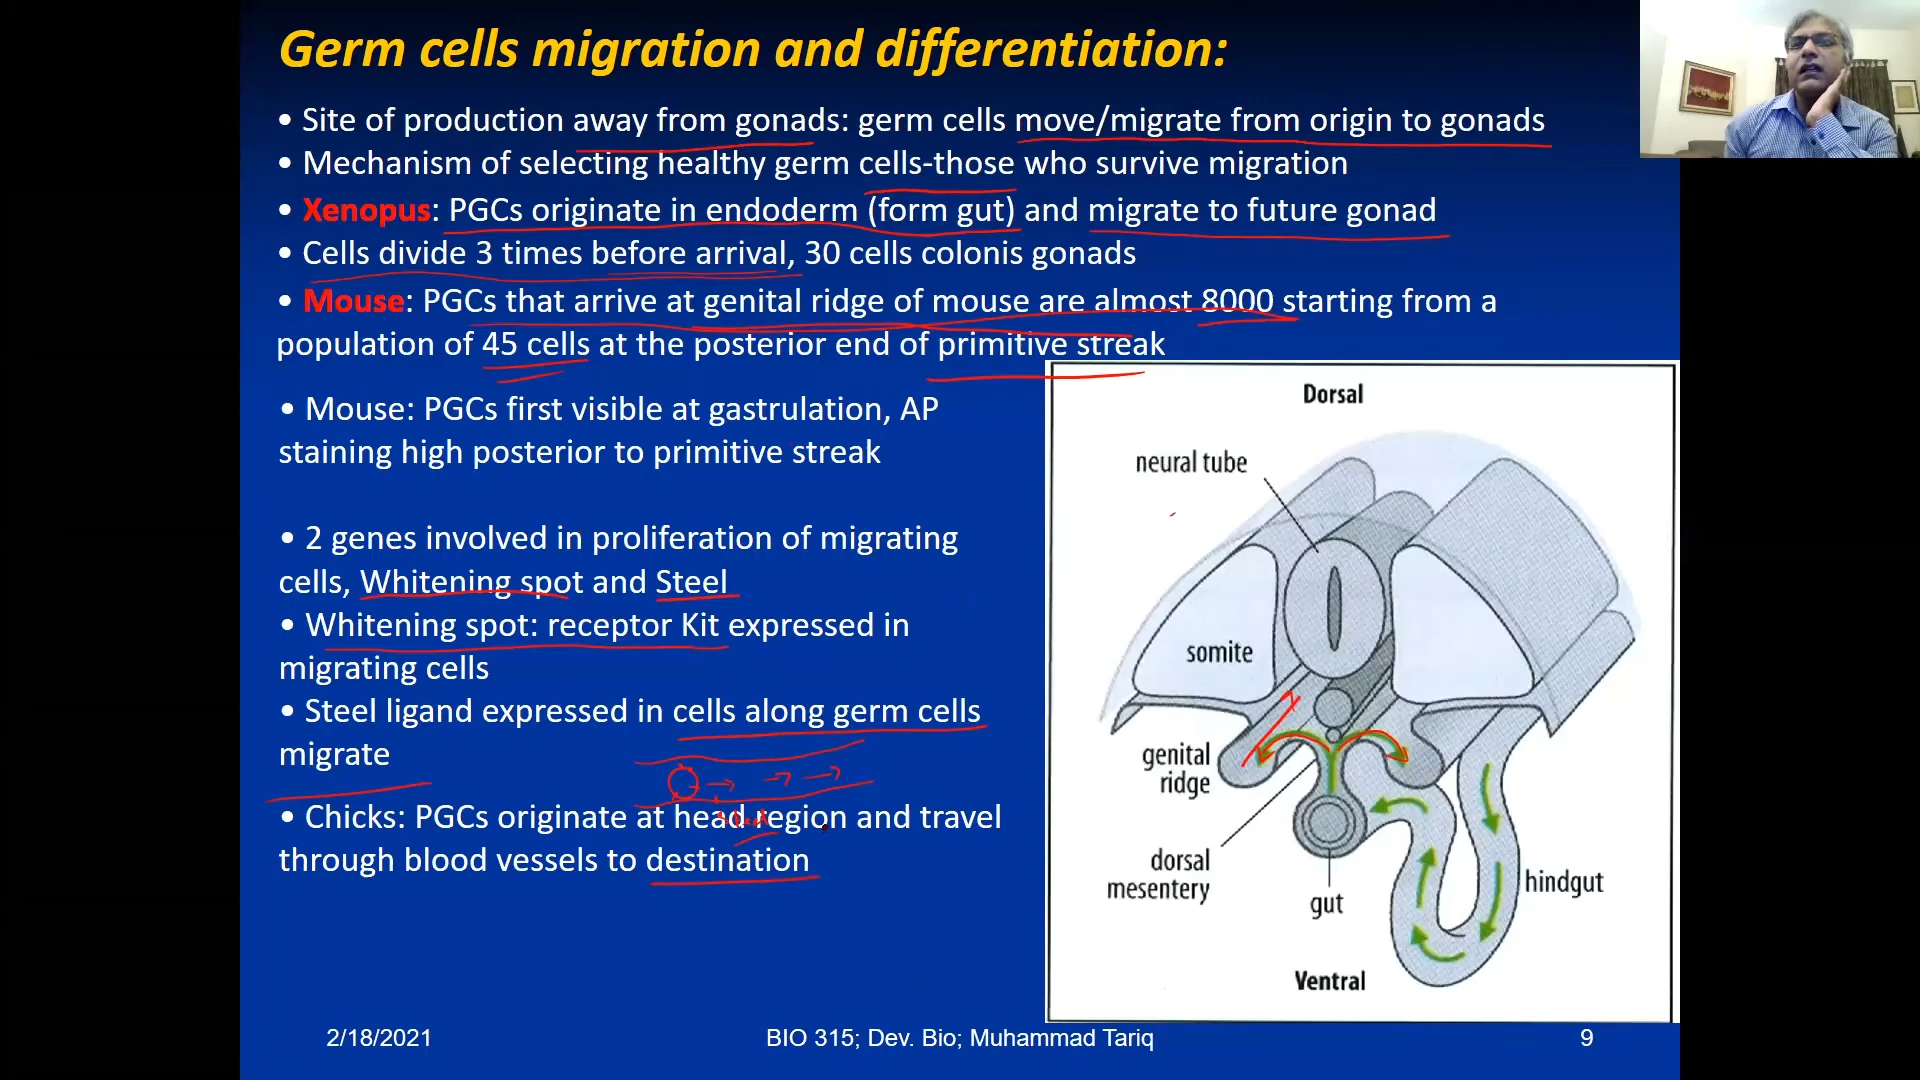 Germ cells migration and differentiation:
• Site of production away from gonads: germ cells move/migrate from origin to gonads
• Mechanism of selecting healthy germ cells-those who survive migration
• Xenopus: PGCs originate in endoderm (form gut) and migrate to future gonad
• Cells divide 3 times before arrival, 30 cells colonis gonads
• Mouse: PGCs that arrive at genital ridge of mouse are almost 8000 starting from a
population of 45 cells at the posterior end of primitive streak
• Mouse: PGCs first visible at gastrulation, AP
staining high posterior to primitive streak
• 2 genes involved in proliferation of migrating
cells, Whitening spot and Steel
• Whitening spot: receptor Kit expressed in
migrating cells
• Steel ligand expressed in cells along germ cells
migrate
• Chicks: PGCs originate at head region and travel
through blood vessels to destination
Dorsal
neural tube
somite
genital
ridge
dorsal
mesentery
gut
hindgut
Ventral
2/18/2021
BIO 315; Dev. Bio; Muhammad Tariq
9